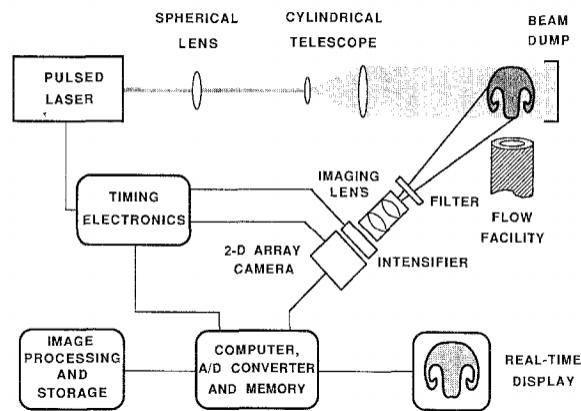 SPHERICAL
LENS
CYLINDRICAL
TELESCOPE
BEAM
DUMP
PULSED
LASER
IMAGING
LENS
FILTER
FLOW
FACILITY
TIMING
ELECTRONICS
2-D ARRAY
CAMERA
INTENSIFIER
IMAGE
PROCESSING
AND
STORAGE
COMPUTER,
A/D CONVERTER
AND MEMORY
REAL-TIME
DISPLAY